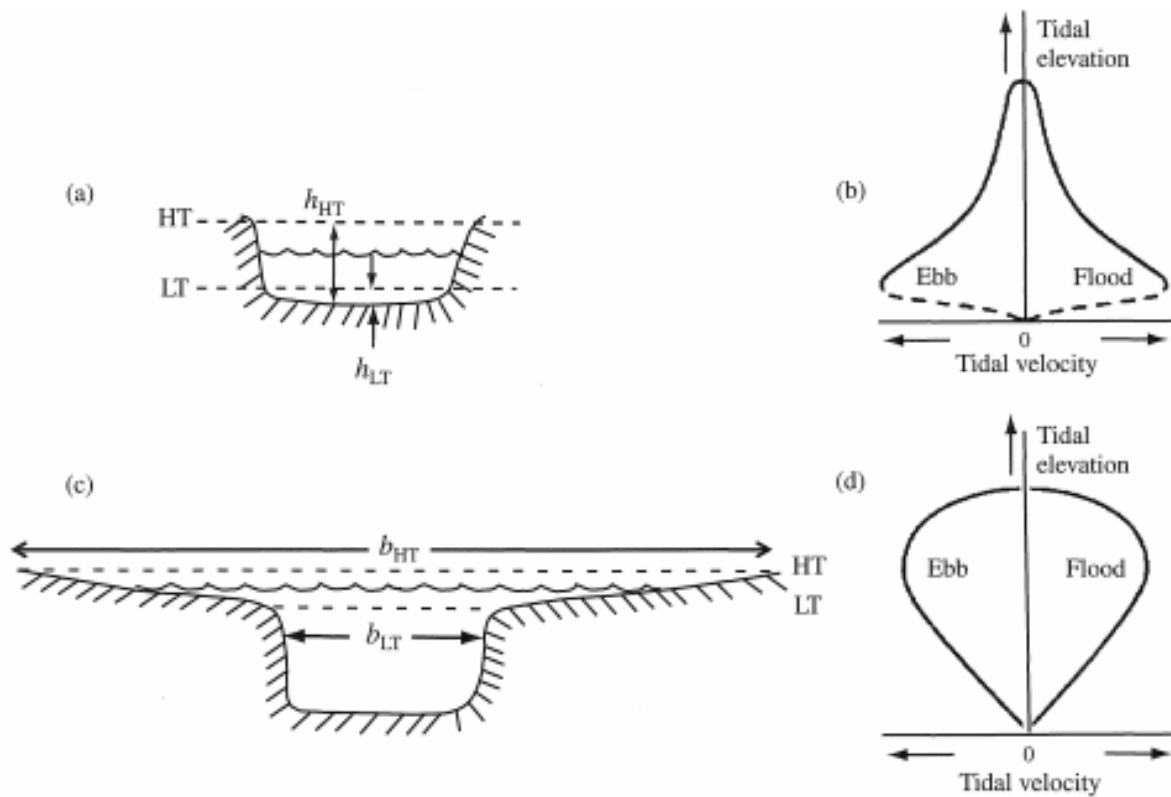 (a)
HT
h_HT
LT
h_LT
Tidal
elevation
(b)
Ebb
Flood
0
Tidal velocity
(c)
b_HT
HT
LT
b_LT
Tidal
elevation
(d)
Ebb
Flood
0
Tidal velocity